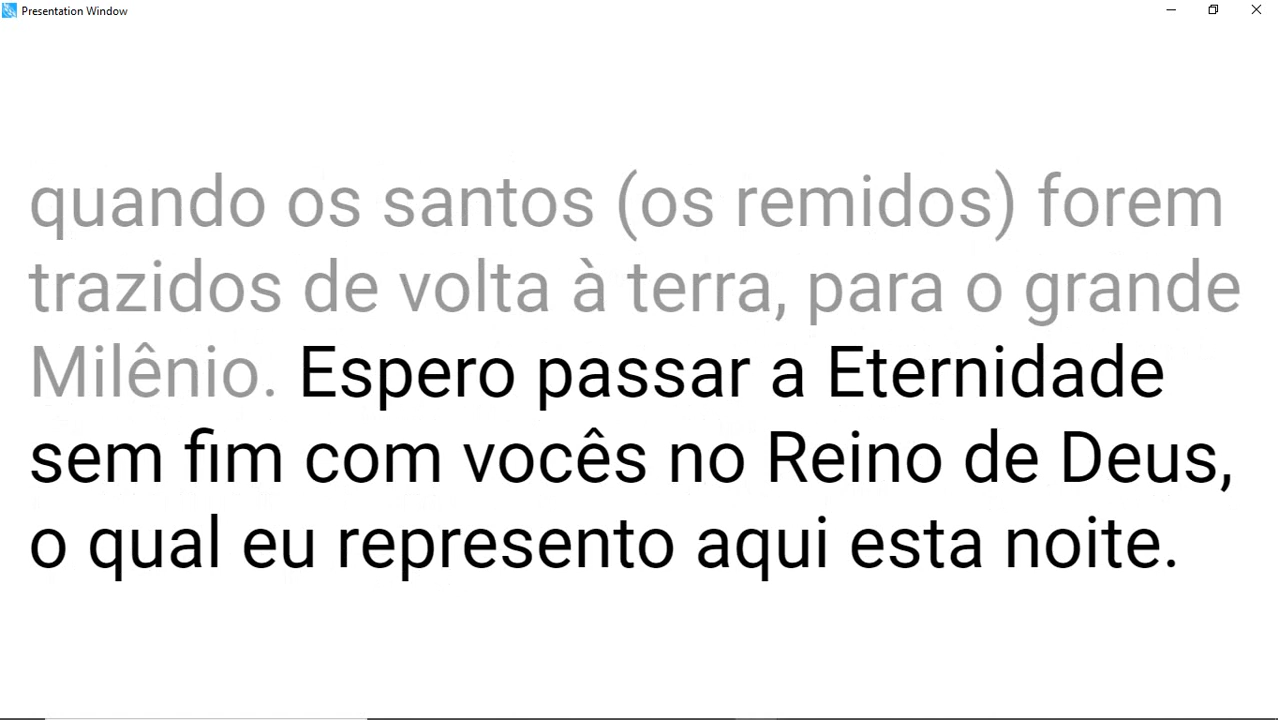 Presentation Window
quando os santos (os remidos) forem
trazidos de volta à terra, para o grande
Milênio. Espero passar a Eternidade
sem fim com vocês no Reino de Deus,
o qual eu represento aqui esta noite.